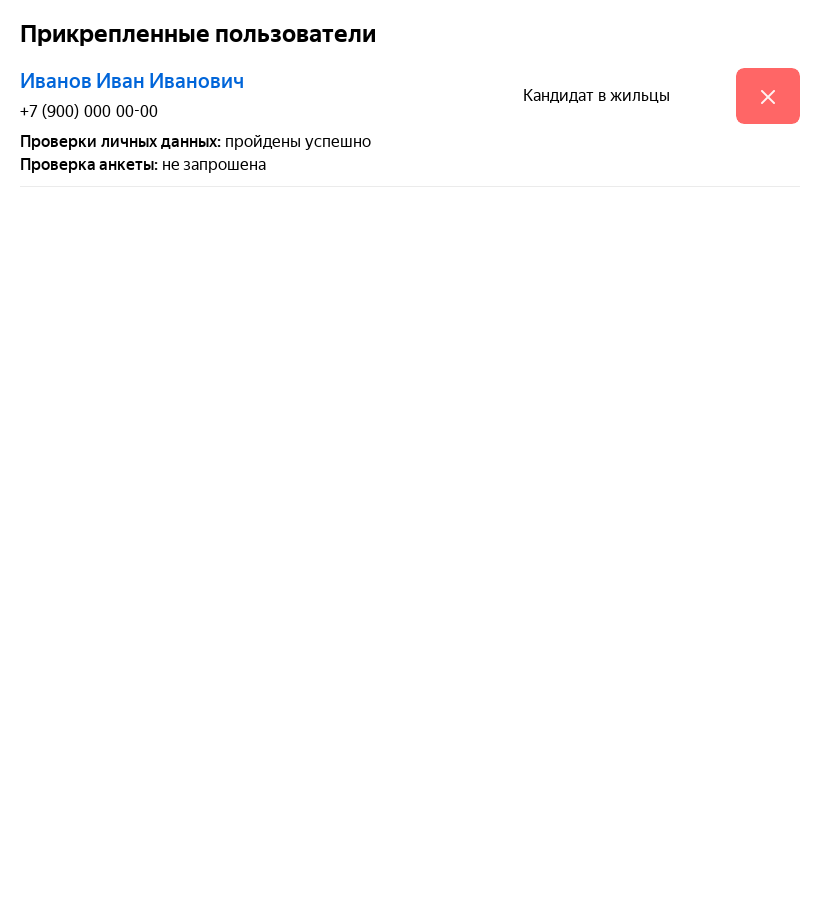 Прикрепленные пользователи
Иванов Иван Иванович
Кандидат в жильцы
+7 (900) 000 00-00
Проверки личных данных: пройдены успешно
Проверка анкеты: не запрошена